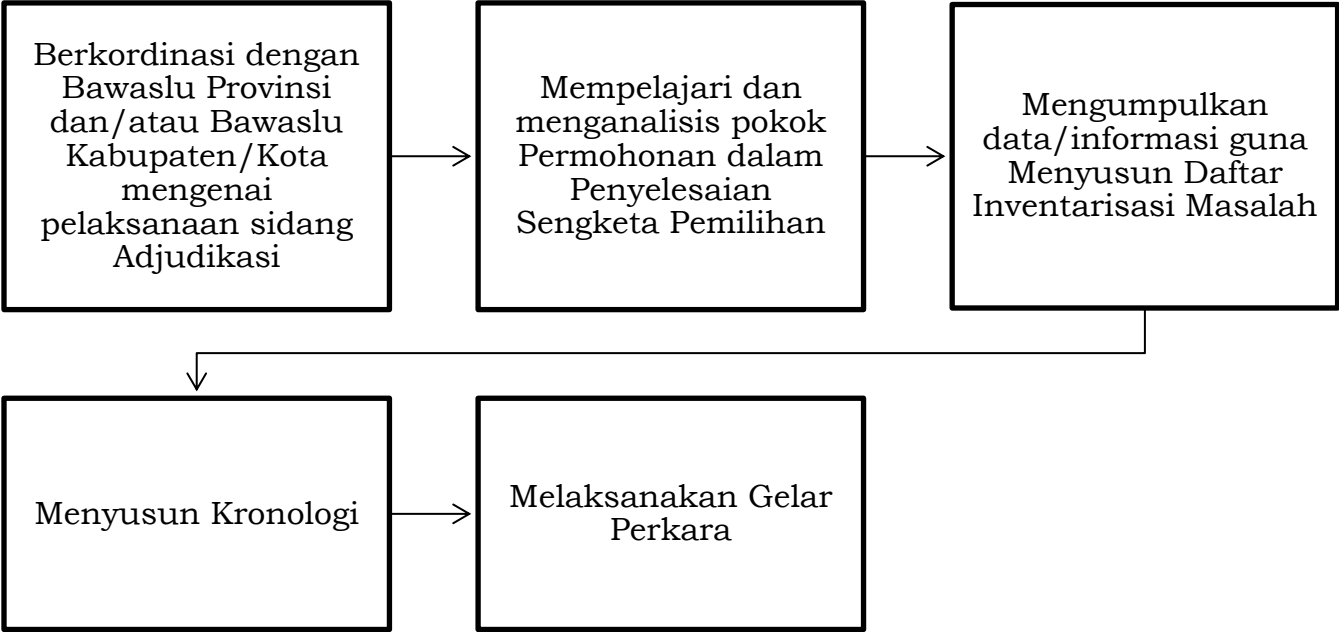 Berkordinasi dengan
Bawaslu Provinsi
dan/atau Bawaslu
Kabupaten/Kota
mengenai
pelaksanaan sidang
Adjudikasi
Mempelajari dan
menganalisis pokok
Permohonan dalam
Penyelesaian
Sengketa Pemilihan
Mengumpulkan
data/informasi guna
Menyusun Daftar
Inventarisasi Masalah
Menyusun Kronologi
Melaksanakan Gelar
Perkara